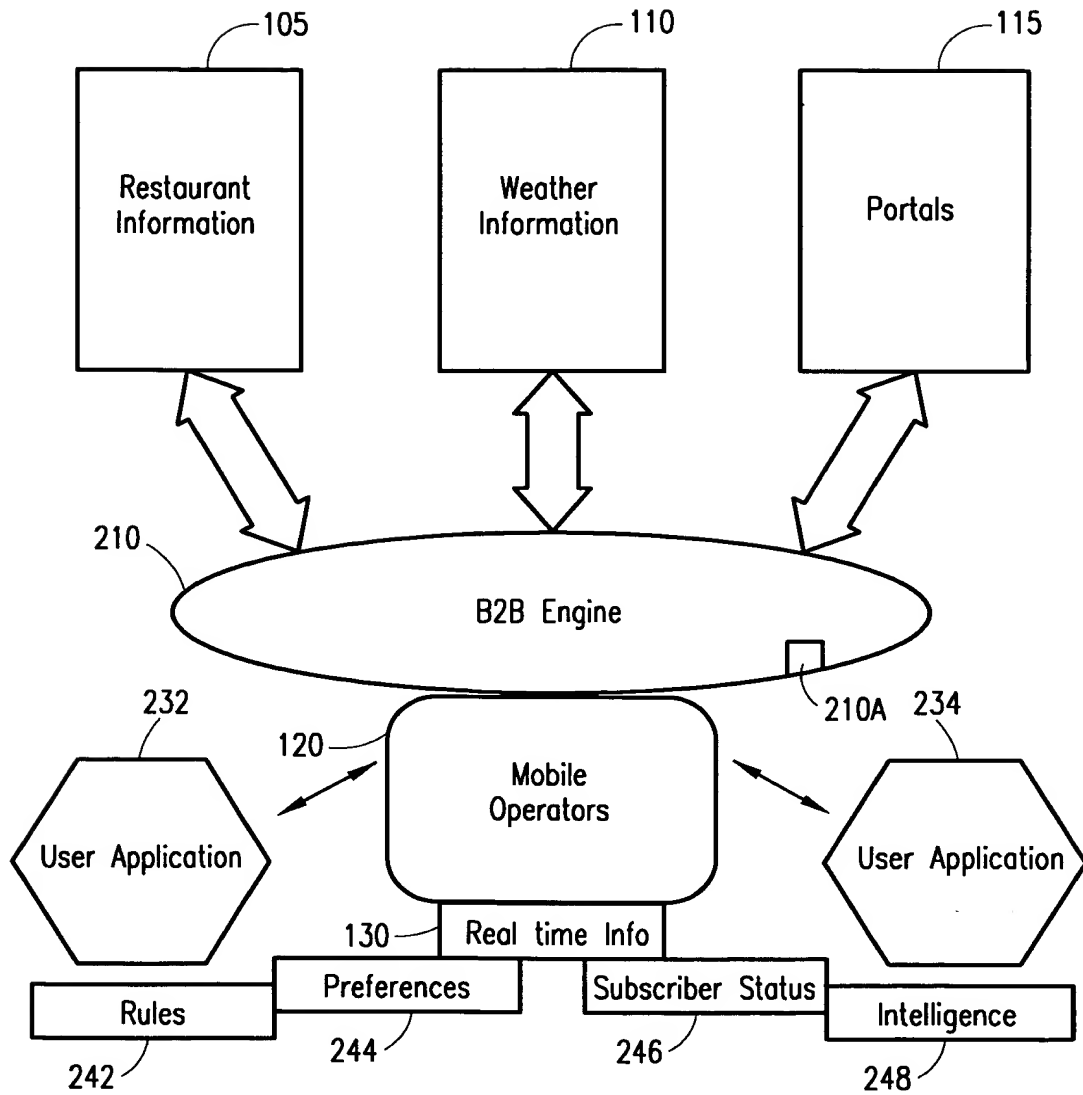 105
110
115
Restaurant
Information
Weather
Information
Portals
210
B2B Engine
210A
232
120
234
Mobile
Operators
User Application
User Application
130
Real time Info
Preferences
Subscriber Status
Rules
Intelligence
242
244
246
248